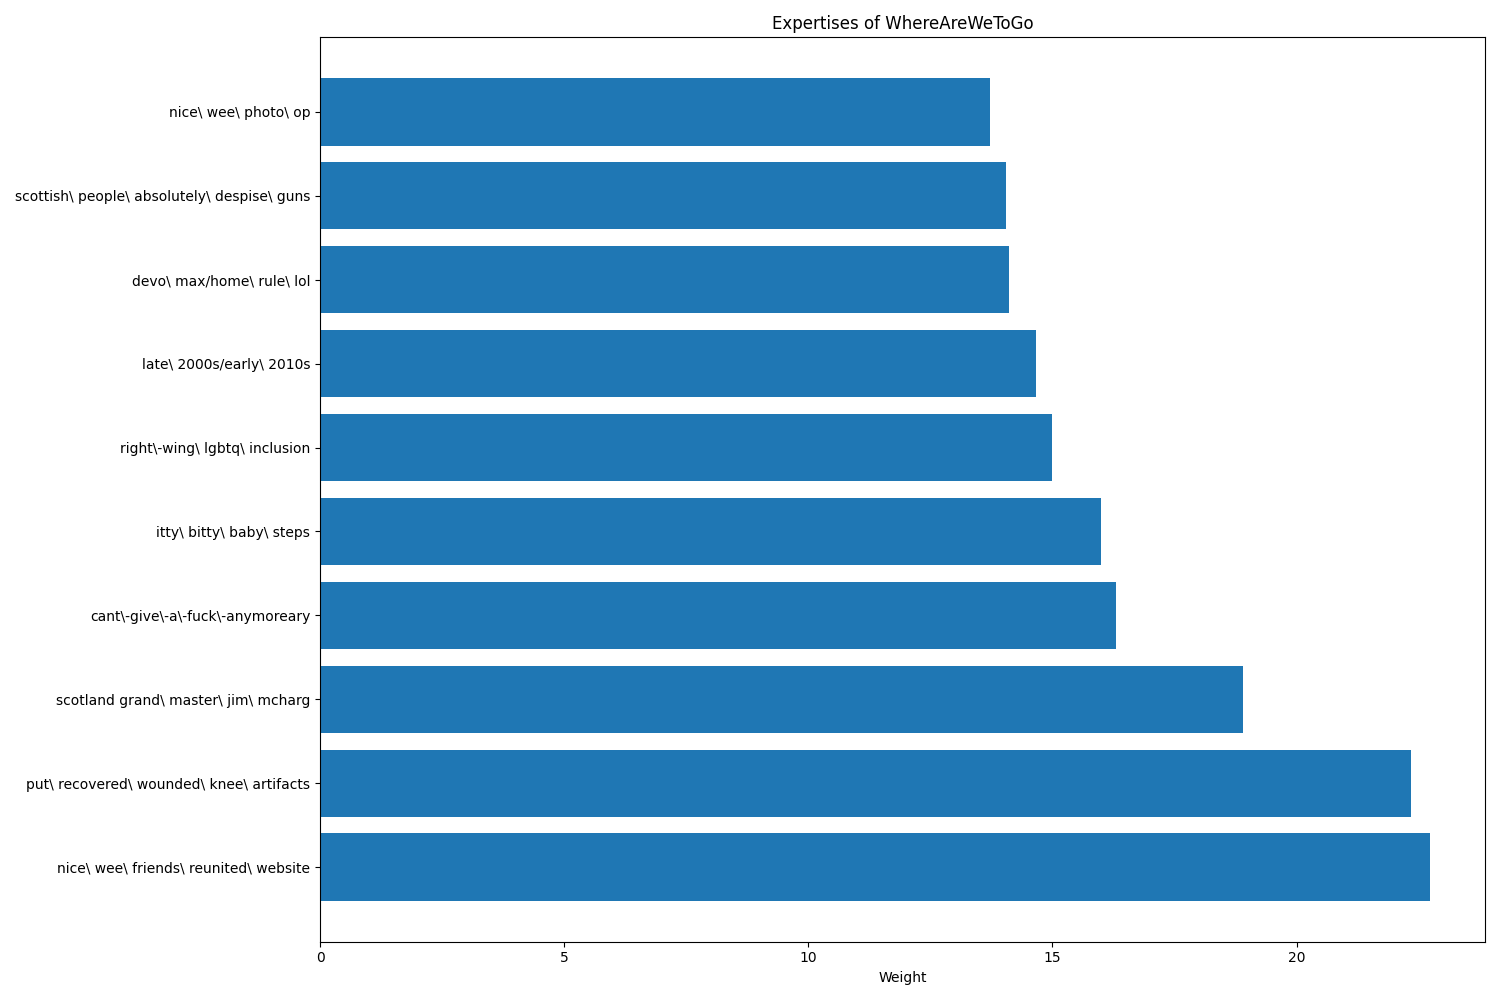 Expertises of WhereAreWeToGo
nice\ wee\ photo\ op
scottish\ people\ absolutely\ despise\ guns
devo\ max/home\ rule\ lol
late\ 2000s/early\ 2010s
right\-wing\ lgbtq\ inclusion
itty\ bitty\ baby\ steps
cant\-give\-a\-fuck\-anymoreary
scotland grand\ master\ jim\ mcharg
put\ recovered\ wounded\ knee\ artifacts
nice\ wee\ friends\ reunited\ website
0 5 10 15 20
Weight